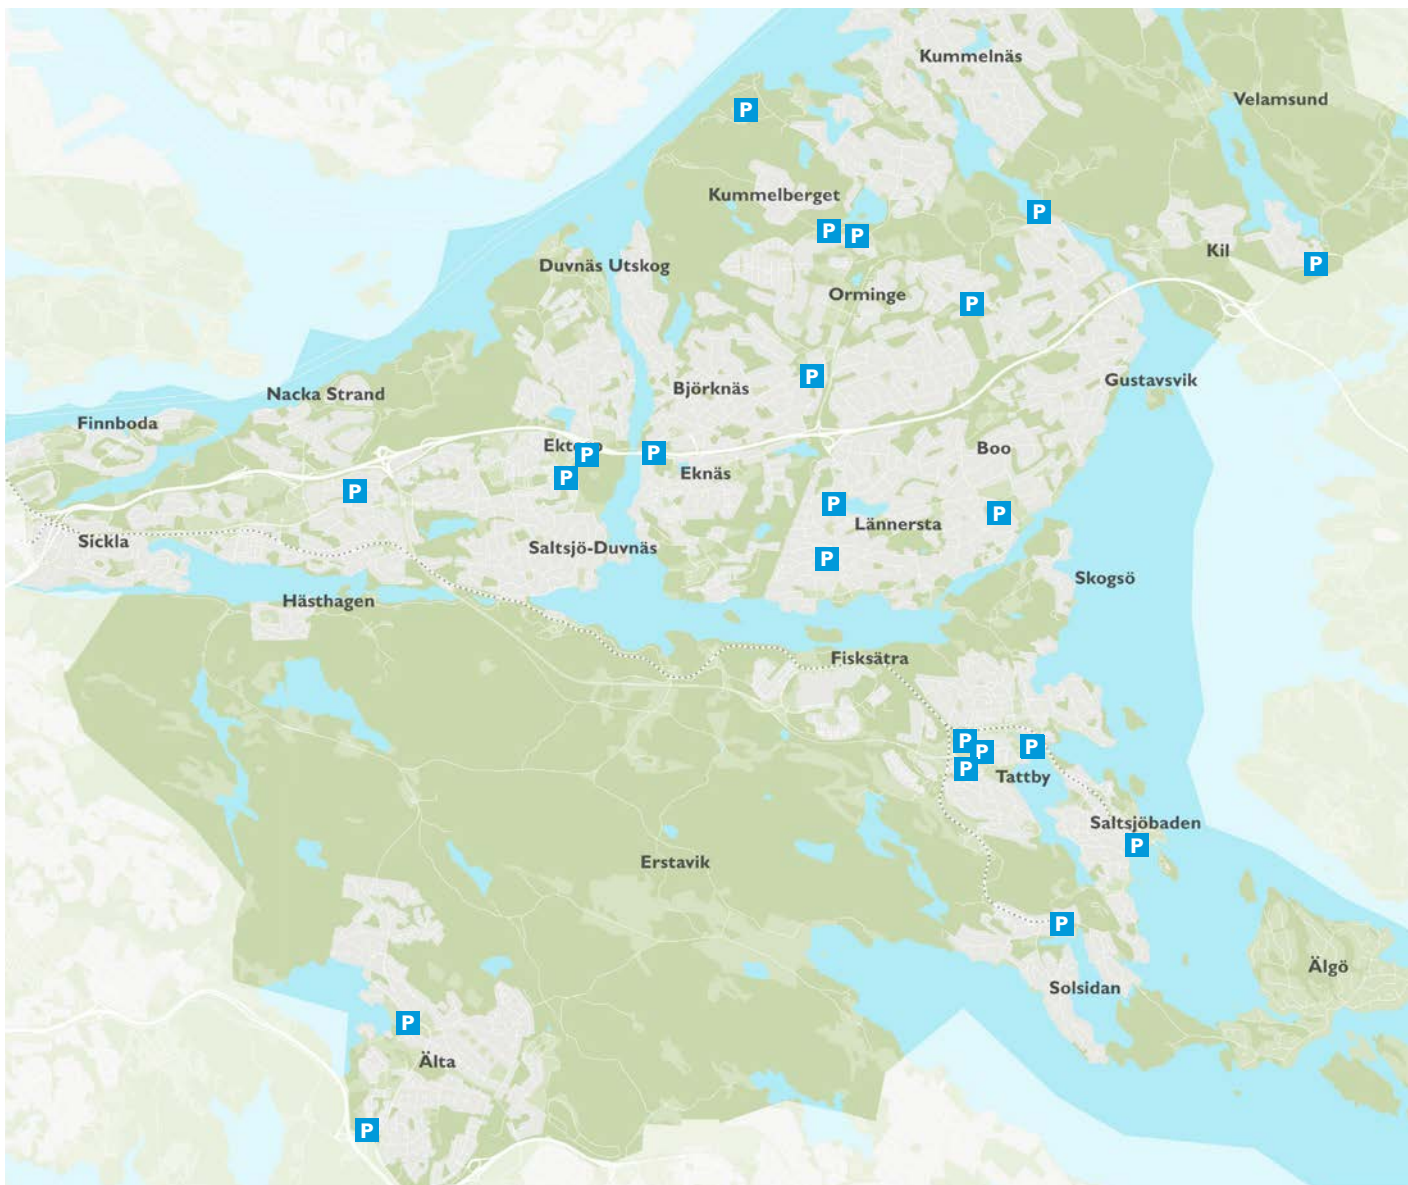 Kummelnäs
Velamsund
P
Kummelberget
P
P P
Kil
P
Duvnäs Utskog
Orminge
P
P
Björknäs
Gustavsvik
Nacka Strand
Finnboda
Ektorp
P
P
Boo
P
Eknäs
P
P
P
Lännersta
Sickla
Saltsjö-Duvnäs
P
Skogsö
Hästhagen
Fisksätra
P
P
P
P
Tattby
Saltsjöbaden
P
Erstavik
P
Älgö
Solsidan
P
Älta
P